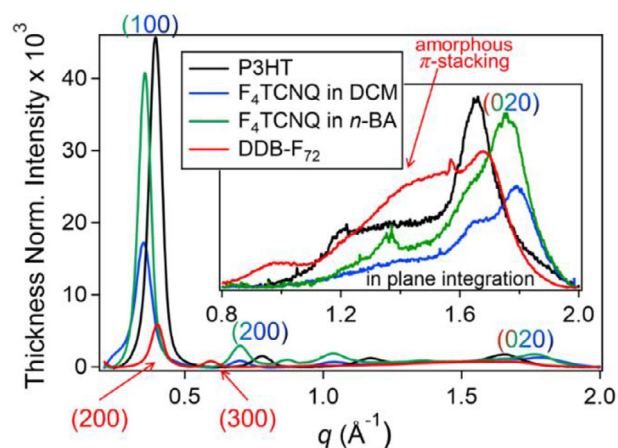 (100)
amorphous
π-stacking
P3HT
F₄TCNQ in DCM
F₄TCNQ in n-BA
DDB-F₇₂
(020)
in plane integration
0.8 1.2 1.6 2.0
40
30
20
10
0
Thickness Norm. Intensity x 10³
(200)
(020)
0.5 1.0 1.5 2.0
(200) (300)
q (Å⁻¹)